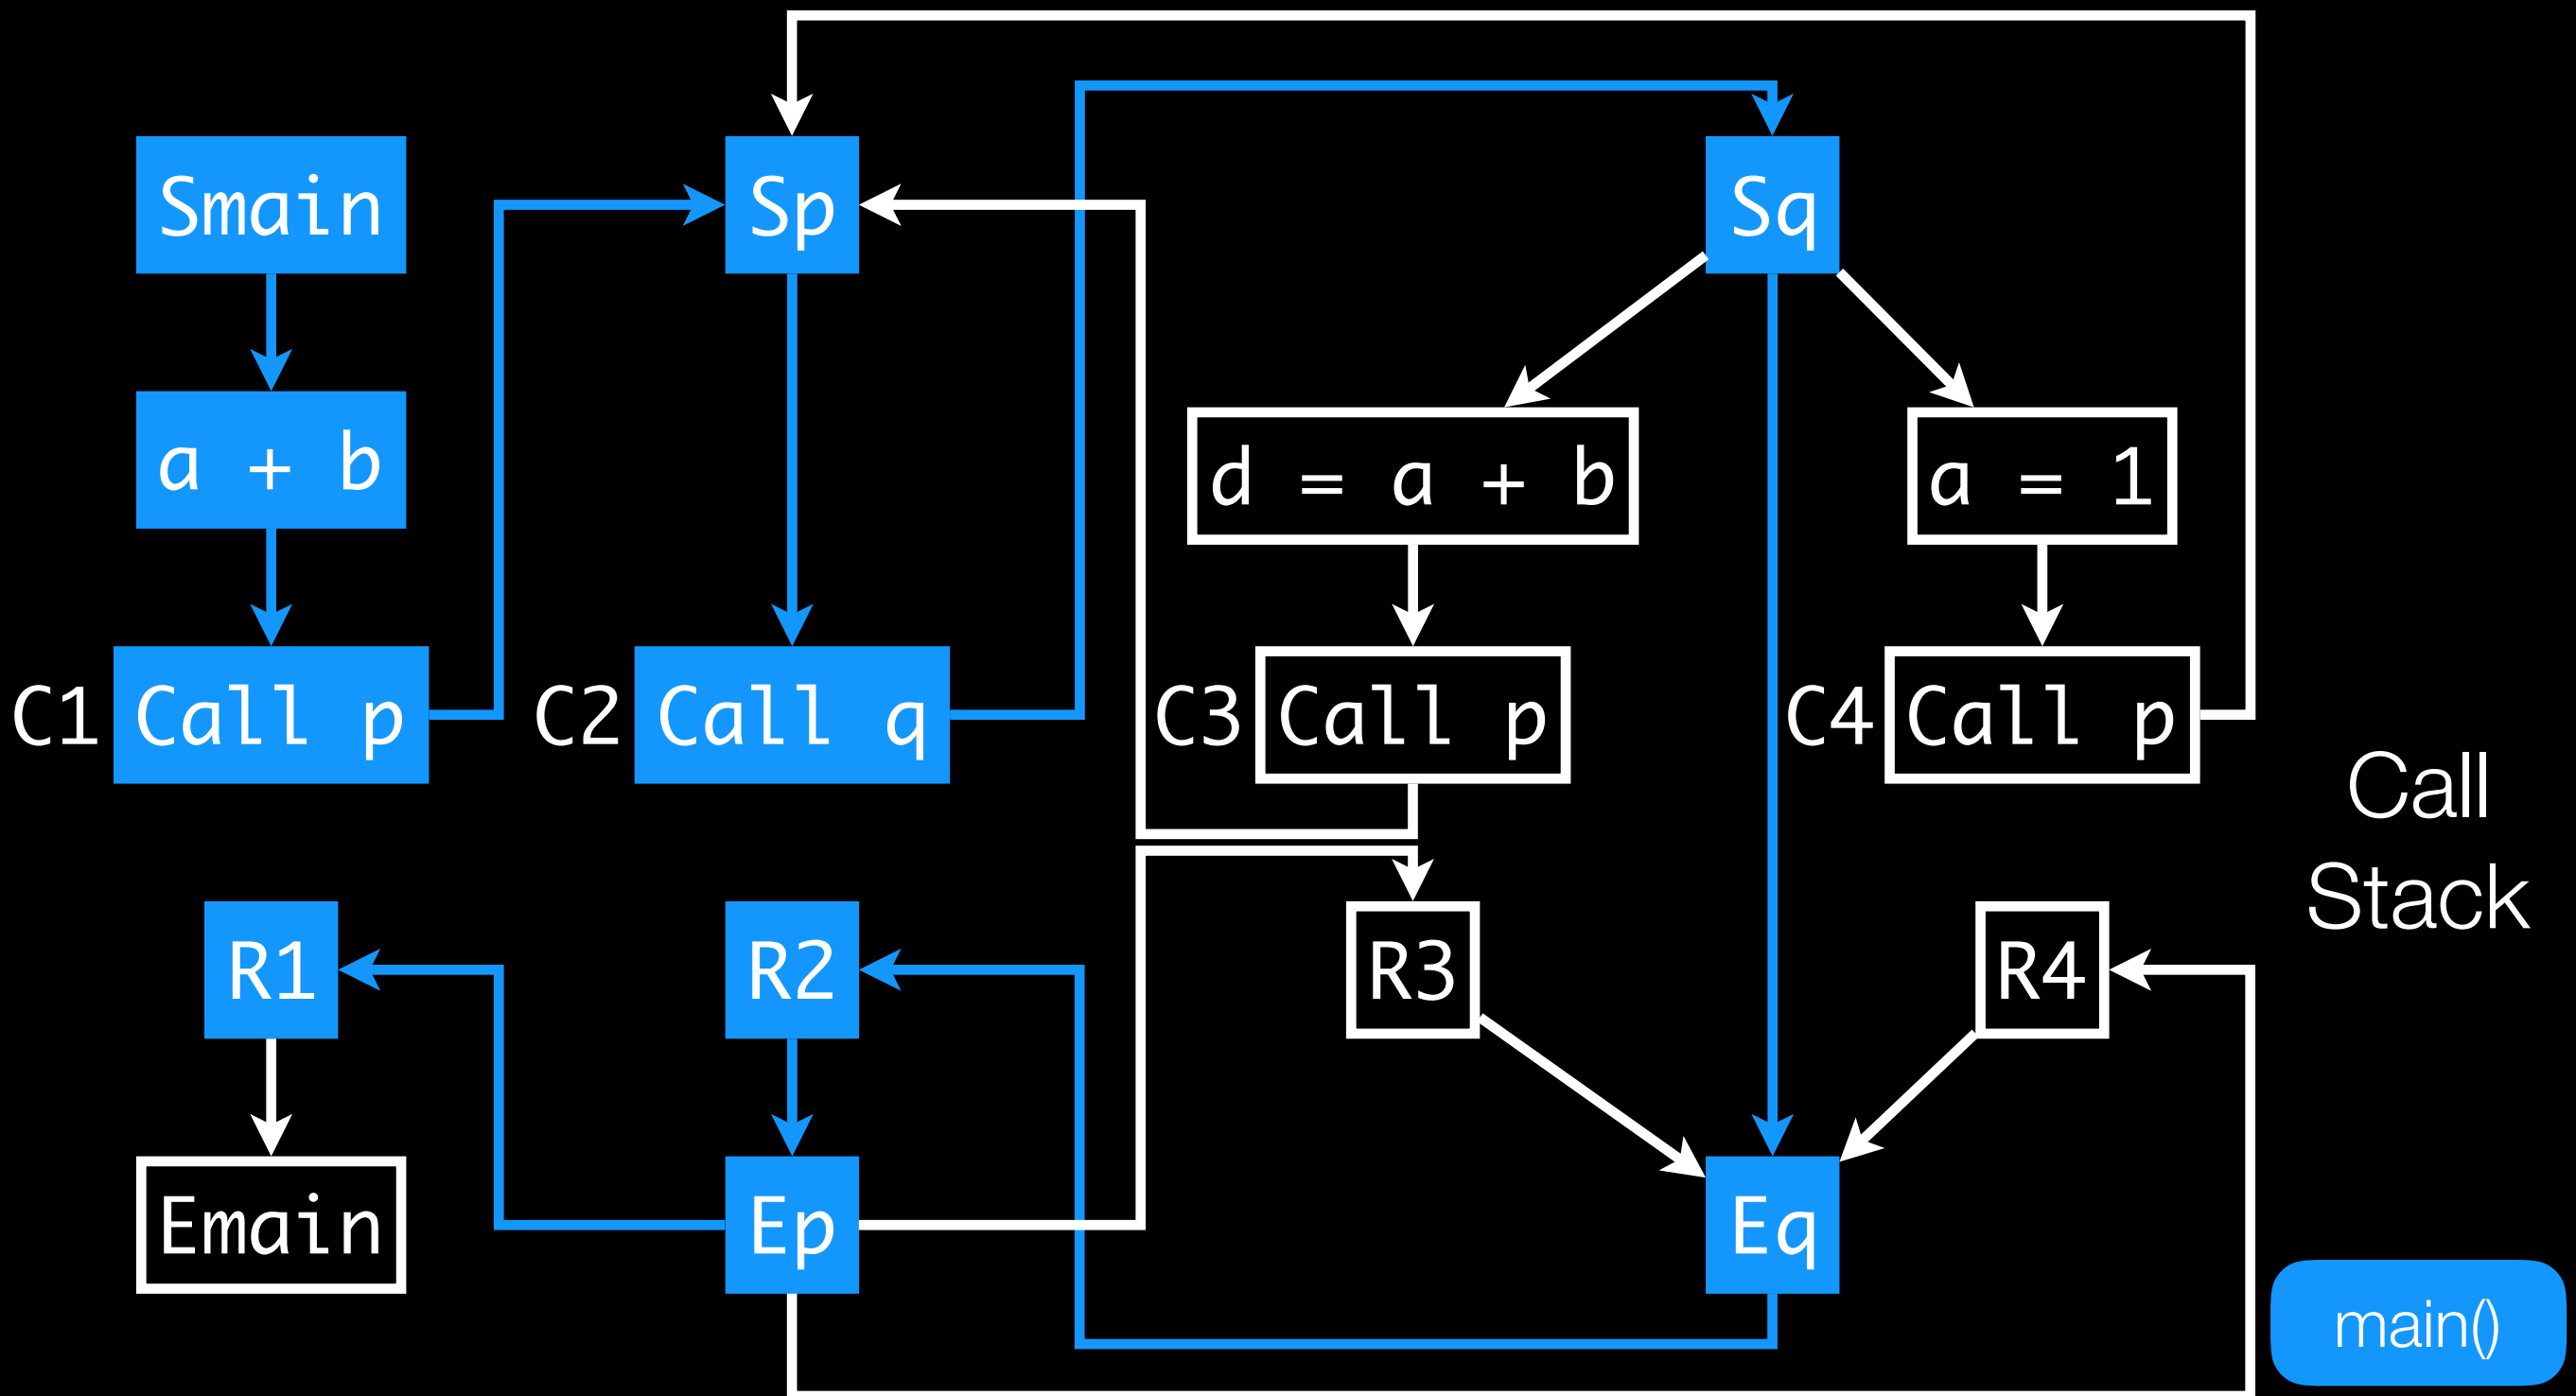 Smain
Sp
Sq
a + b
d = a + b
a = 1
C1 Call p
C2 Call q
C3 Call p
C4 Call p
Call
Stack
R1
R2
R3
R4
Emain
Ep
Eq
main()